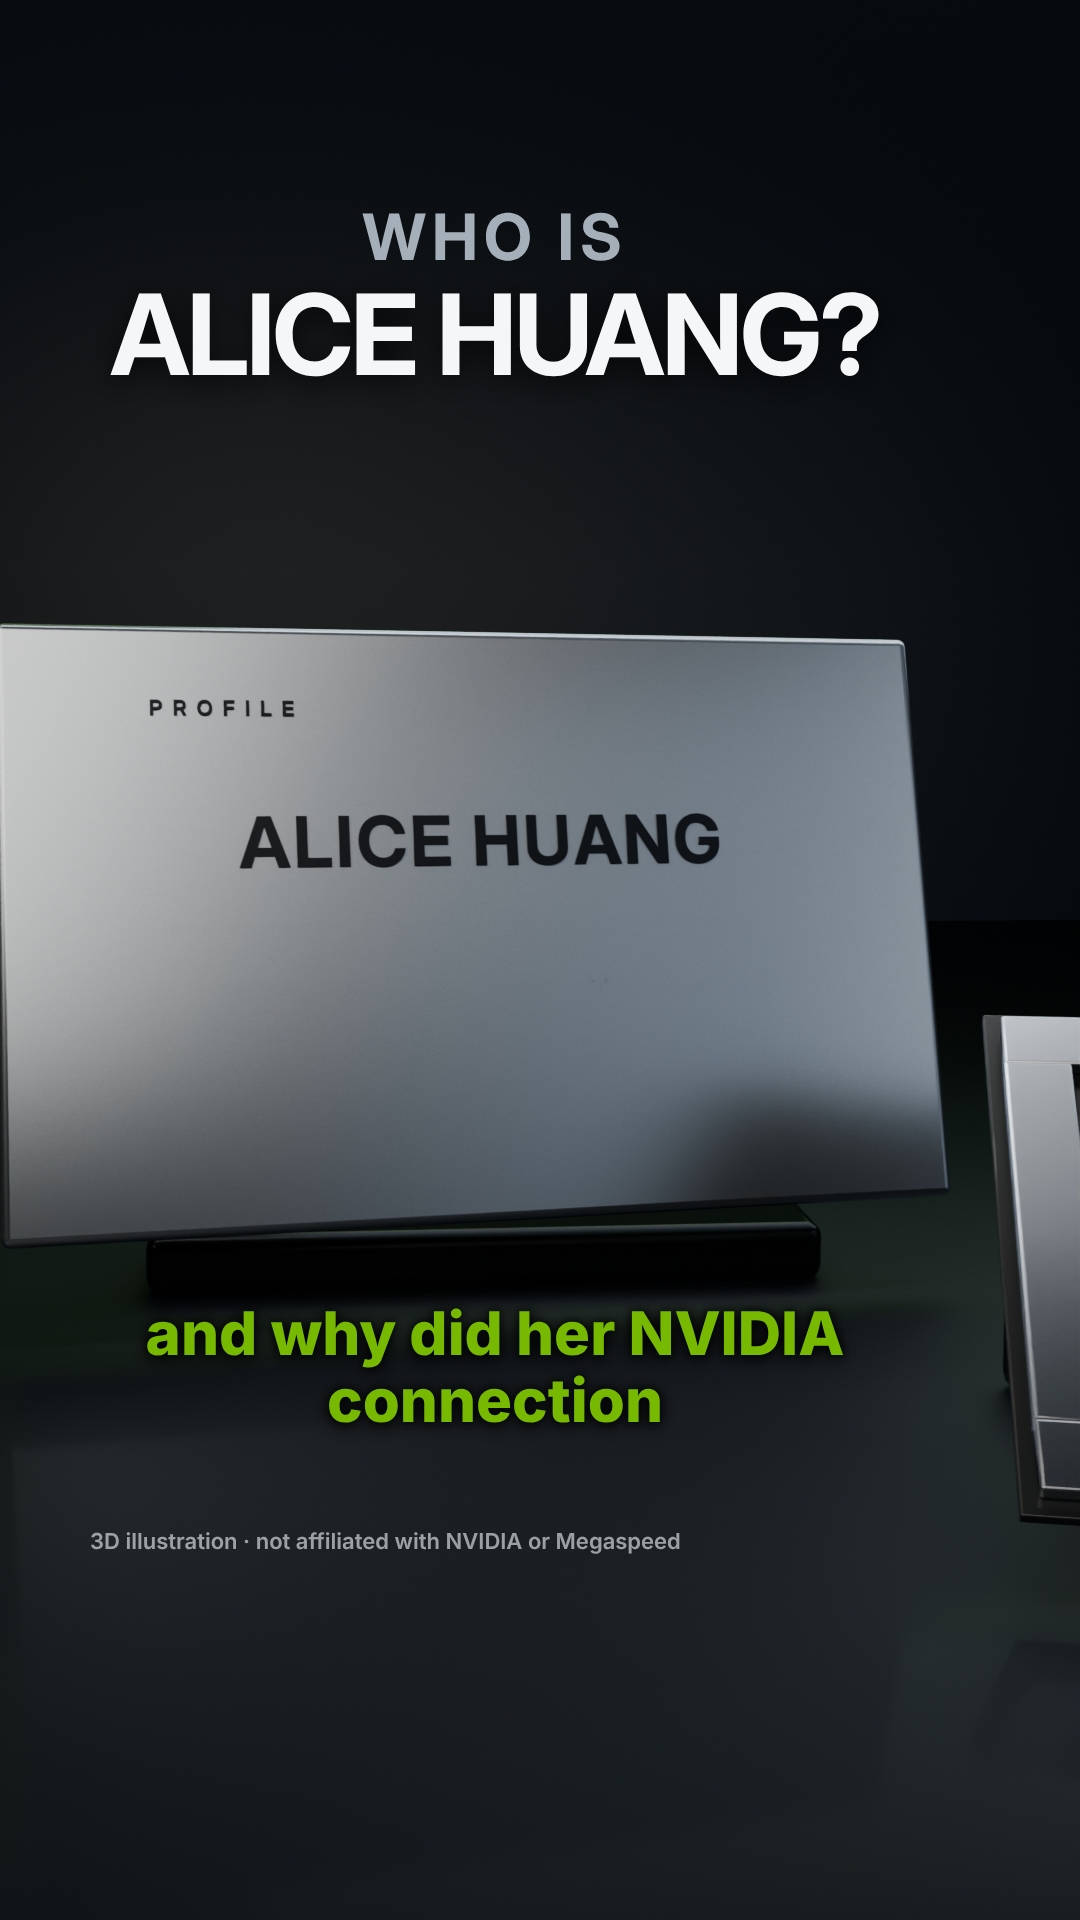 WHO IS
ALICE HUANG?
PROFILE
ALICE HUANG
and why did her NVIDIA
connection
3D illustration · not affiliated with NVIDIA or Megaspeed